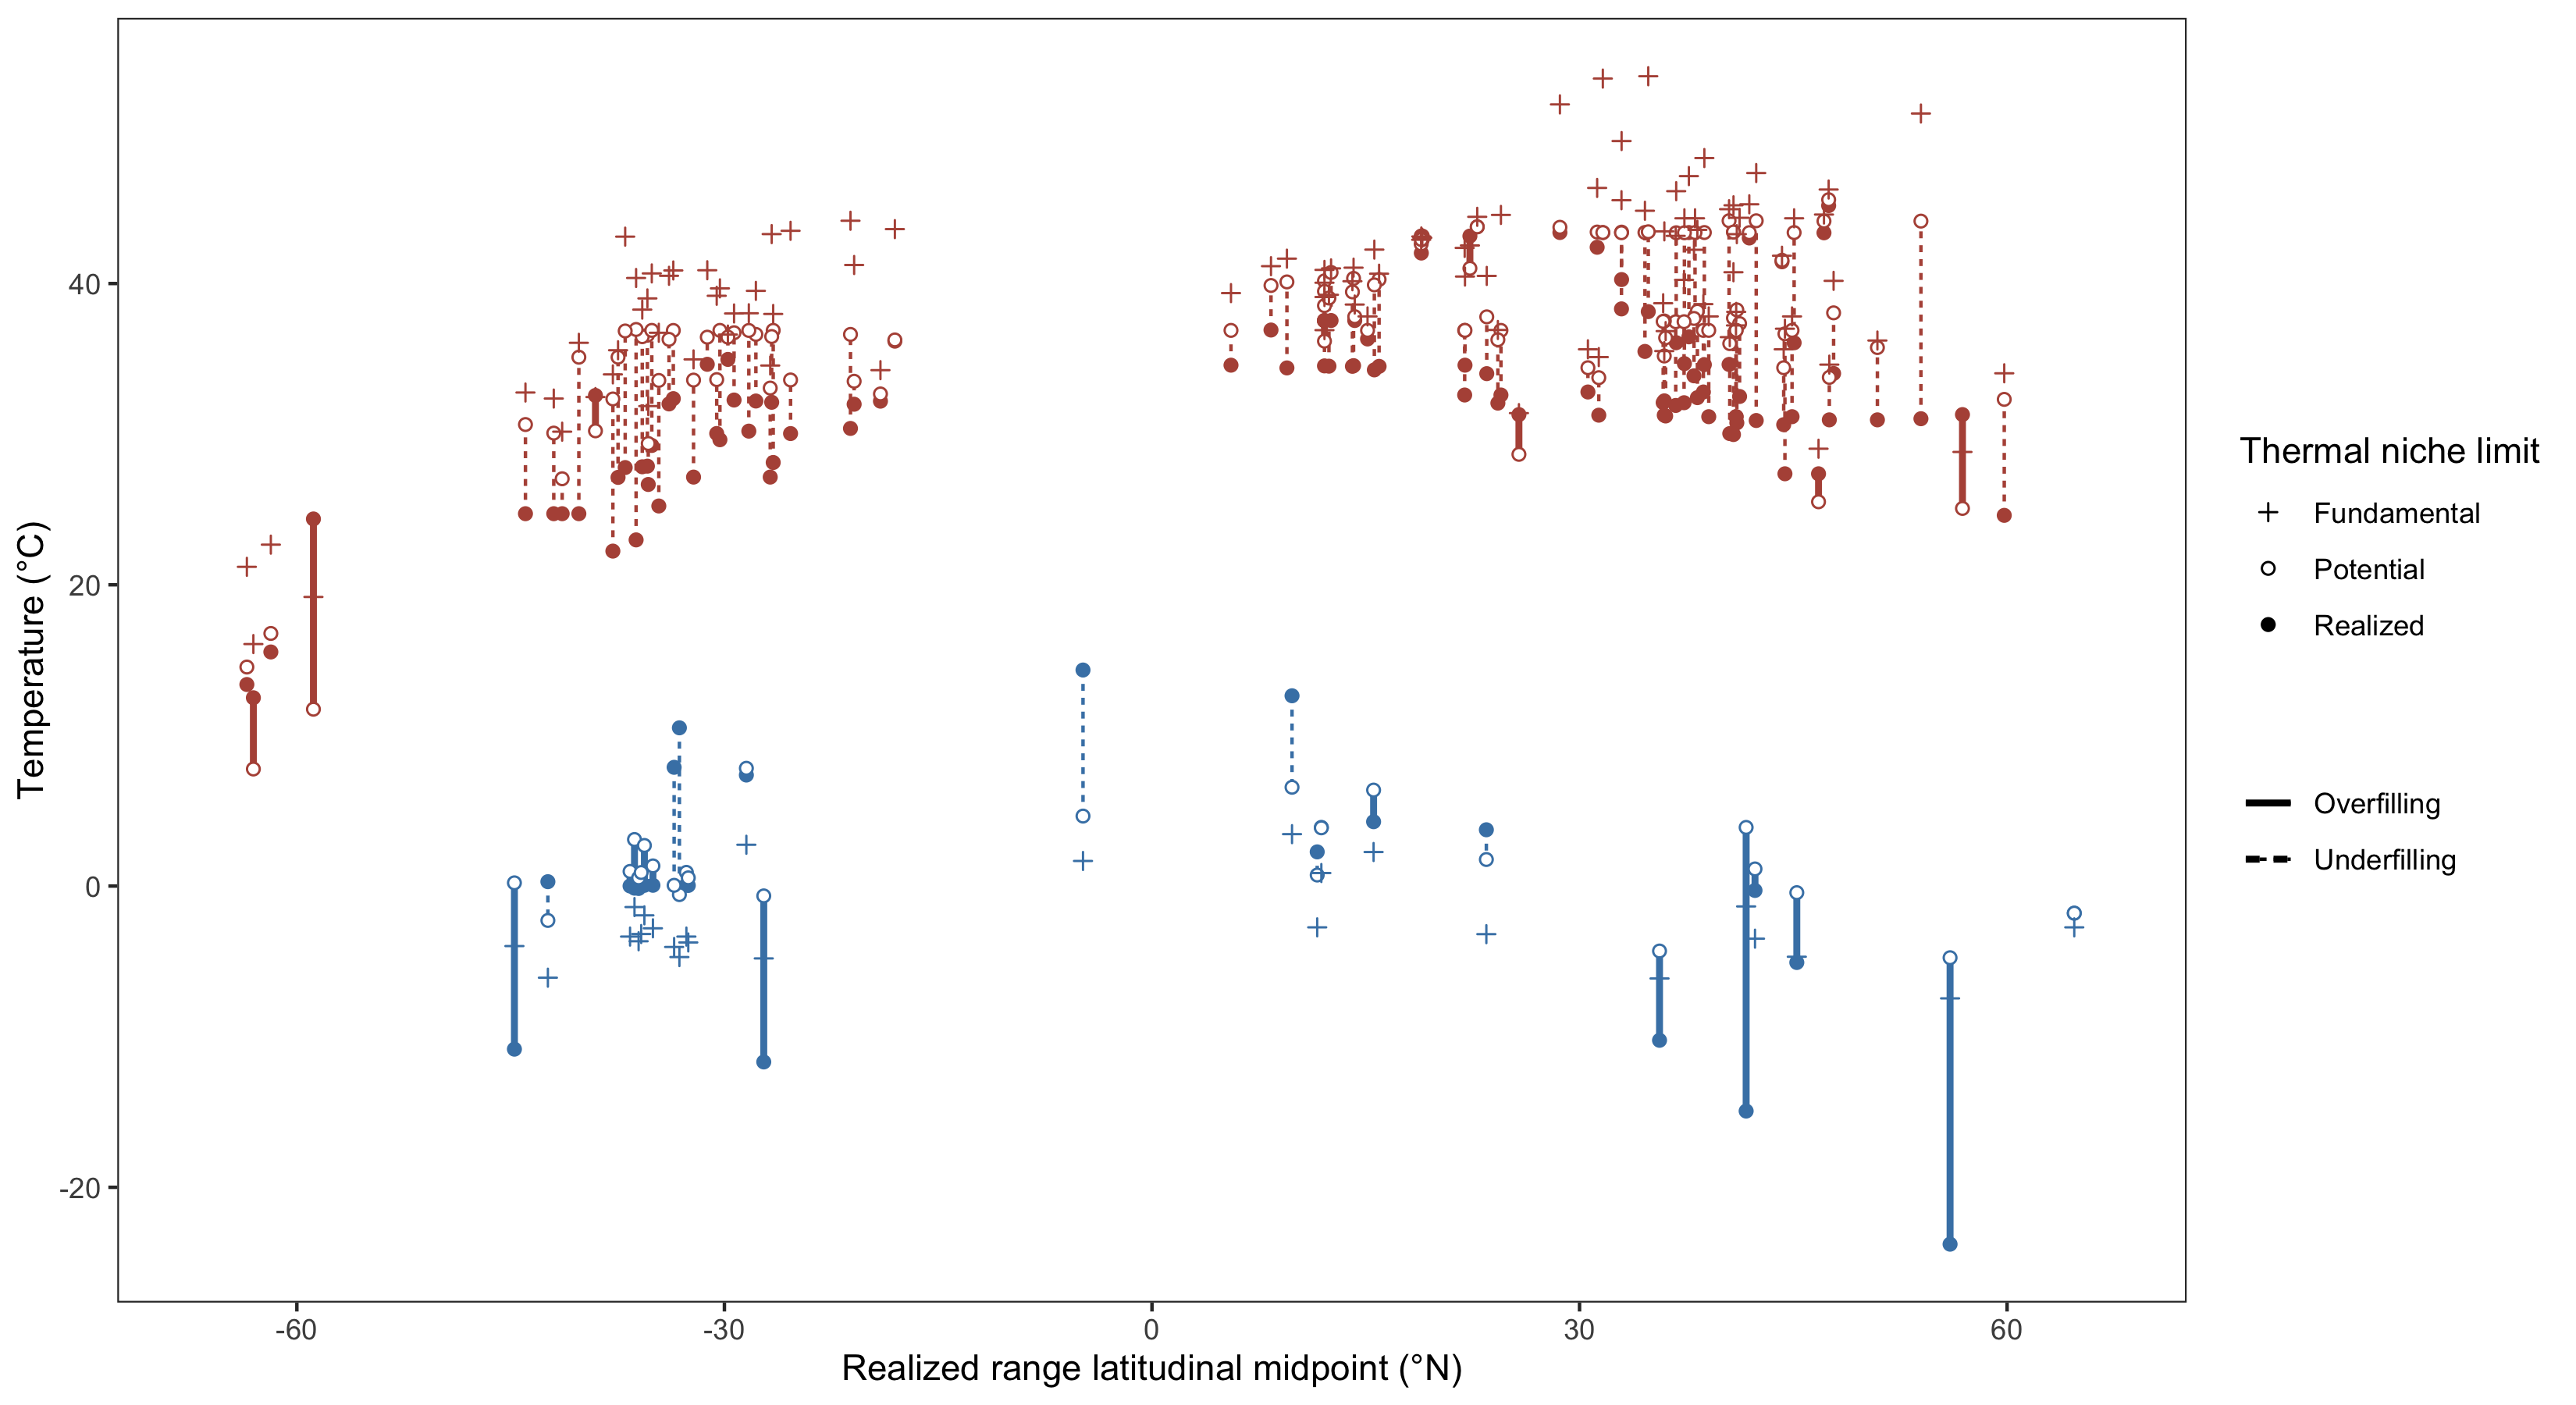 40
20
0
-20
Temperature (°C)
-60
-30
0
30
60
Realized range latitudinal midpoint (°N)
Thermal niche limit
Fundamental
Potential
Realized
Overfilling
Underfilling